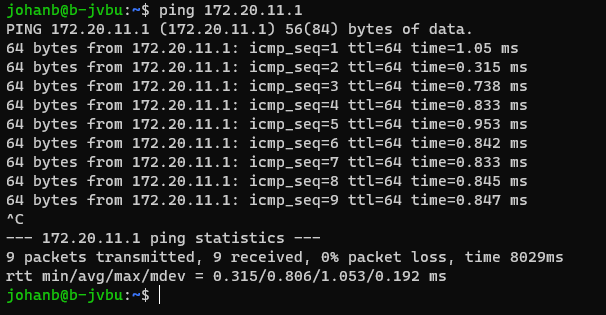 johanb@b-jvbu:~$ ping 172.20.11.1
PING 172.20.11.1 (172.20.11.1) 56(84) bytes of data.
64 bytes from 172.20.11.1: icmp_seq=1 ttl=64 time=1.05 ms
64 bytes from 172.20.11.1: icmp_seq=2 ttl=64 time=0.315 ms
64 bytes from 172.20.11.1: icmp_seq=3 ttl=64 time=0.738 ms
64 bytes from 172.20.11.1: icmp_seq=4 ttl=64 time=0.833 ms
64 bytes from 172.20.11.1: icmp_seq=5 ttl=64 time=0.953 ms
64 bytes from 172.20.11.1: icmp_seq=6 ttl=64 time=0.842 ms
64 bytes from 172.20.11.1: icmp_seq=7 ttl=64 time=0.833 ms
64 bytes from 172.20.11.1: icmp_seq=8 ttl=64 time=0.845 ms
64 bytes from 172.20.11.1: icmp_seq=9 ttl=64 time=0.847 ms
^C
--- 172.20.11.1 ping statistics ---
9 packets transmitted, 9 received, 0% packet loss, time 8029ms
rtt min/avg/max/mdev = 0.315/0.806/1.053/0.192 ms
johanb@b-jvbu:~$